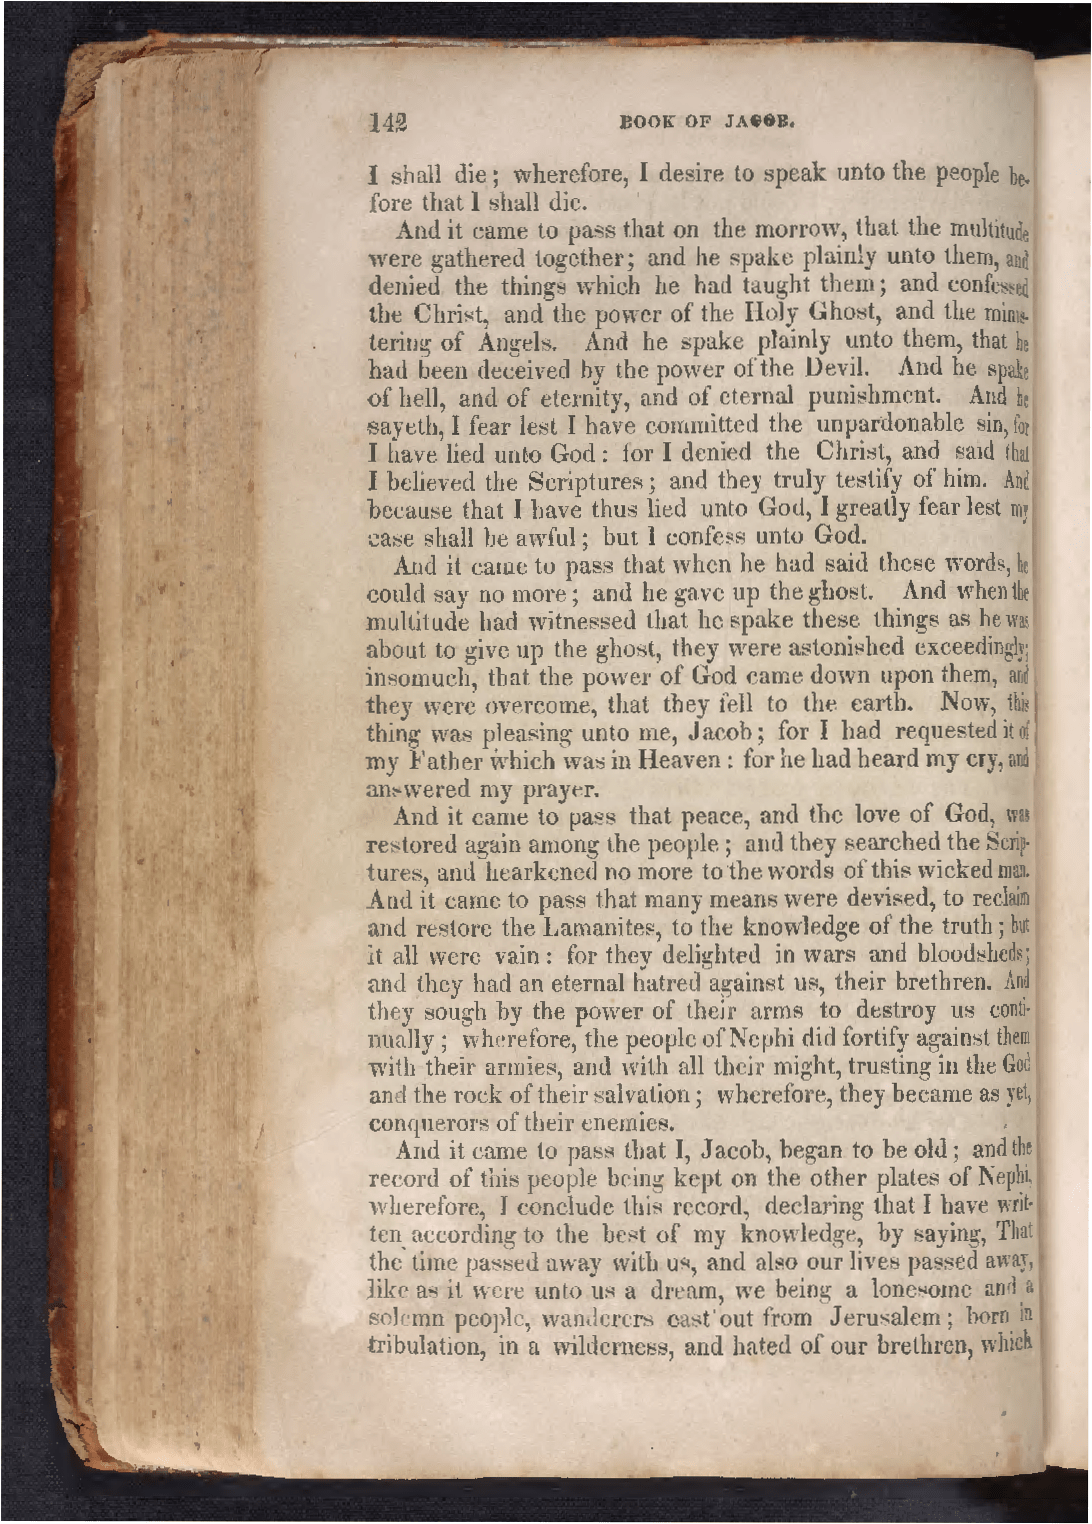 142 BOOK OF JACOB.
I shall die; wherefore, I desire to speak unto the people be-
fore that I shall die.
And it came to pass that on the morrow, that the multitude
were gathered together; and he spake plainly unto them, and
denied the things which he had taught them; and confessed
the Christ, and the power of the Holy Ghost, and the minis-
tering of Angels. And he spake plainly unto them, that he
had been deceived by the power of the Devil. And he spake
of hell, and of eternity, and of eternal punishment. And he
sayeth, I fear lest I have committed the unpardonable sin, for
I have lied unto God: for I denied the Christ, and said that
I believed the Scriptures; and they truly testify of him. And
because that I have thus lied unto God, I greatly fear lest my
case shall be awful; but I confess unto God.
And it came to pass that when he had said these words, he
could say no more; and he gave up the ghost. And when the
multitude had witnessed that he spake these things as he was
about to give up the ghost, they were astonished exceedingly;
insomuch, that the power of God came down upon them, and
they were overcome, that they fell to the earth. Now, this
thing was pleasing unto me, Jacob; for I had requested it of
my Father which was in Heaven: for he had heard my cry, and
answered my prayer.
And it came to pass that peace, and the love of God, was
restored again among the people; and they searched the Scrip-
tures, and hearkened no more to the words of this wicked man.
And it came to pass that many means were devised, to reclaim
and restore the Lamanites, to the knowledge of the truth; but
it all were vain: for they delighted in wars and bloodsheds;
and they had an eternal hatred against us, their brethren. And
they sough by the power of their arms to destroy us conti-
nually; wherefore, the people of Nephi did fortify against them
with their armies, and with all their might, trusting in the God
and the rock of their salvation; wherefore, they became as yet,
conquerors of their enemies.
And it came to pass that I, Jacob, began to be old; and the
record of this people being kept on the other plates of Nephi,
wherefore, I conclude this record, declaring that I have writ-
ten according to the best of my knowledge, by saying, That
the time passed away with us, and also our lives passed away,
like as it were unto us a dream, we being a lonesome and a
solemn people, wanderers cast out from Jerusalem; born in
tribulation, in a wilderness, and hated of our brethren, which